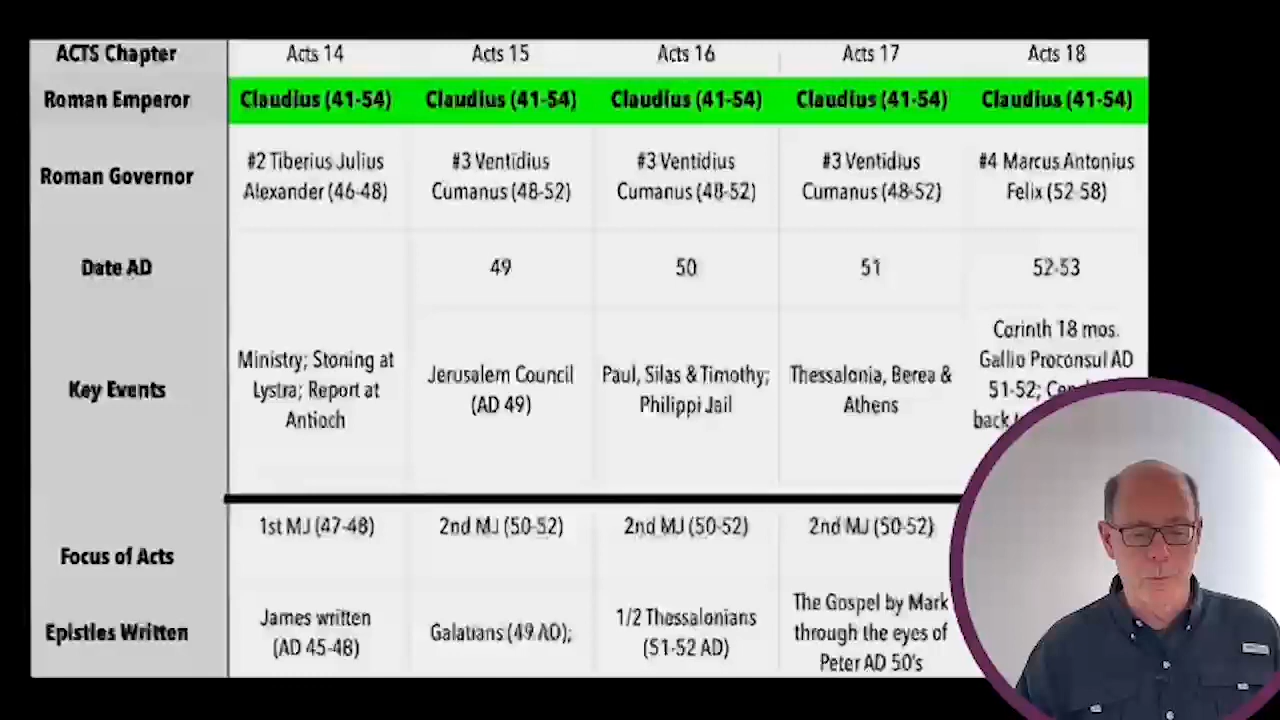 ACTS Chapter Acts 14 Acts 15 Acts 16 Acts 17 Acts 18
Roman Emperor Claudius (41-54) Claudius (41-54) Claudius (41-54) Claudius (41-54) Claudius (41-54)
Roman Governor
#2 Tiberius Julius
Alexander (46-48)
#3 Ventidius
Cumanus (48-52)
#3 Ventidius
Cumanus (48-52)
#3 Ventidius
Cumanus (48-52)
#4 Marcus Antonius
Felix (52-58)
Date AD 49 50 51 52-53
Key Events
Ministry; Stoning at
Lystra; Report at
Antioch
Jerusalem Council
(AD 49)
Paul, Silas & Timothy;
Philippi Jail
Thessalonia, Berea &
Athens
Corinth 18 mos.
Gallio Proconsul AD
51-52;
back
Focus of Acts
1st MJ (47-48) 2nd MJ (50-52) 2nd MJ (50-52) 2nd MJ (50-52)
Epistles Written
James written
(AD 45-48)
Galatians (49 AD);
1/2 Thessalonians
(51-52 AD)
The Gospel by Mark
through the eyes of
Peter AD 50's